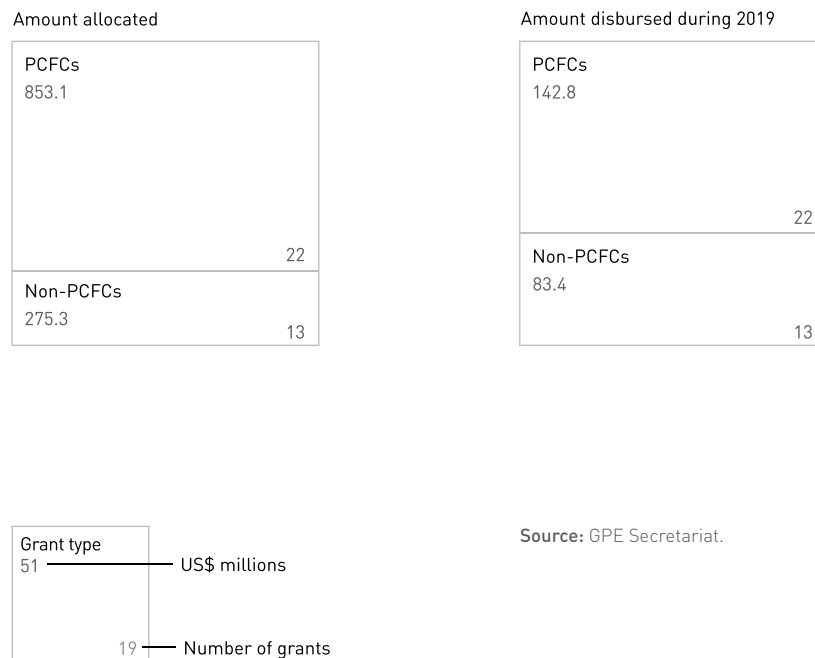 Amount allocated
PCFCs
853.1
22
Non-PCFCs
275.3
13
Amount disbursed during 2019
PCFCs
142.8
22
Non-PCFCs
83.4
13
Grant type
51
US$ millions
19
Number of grants
Source: GPE Secretariat.